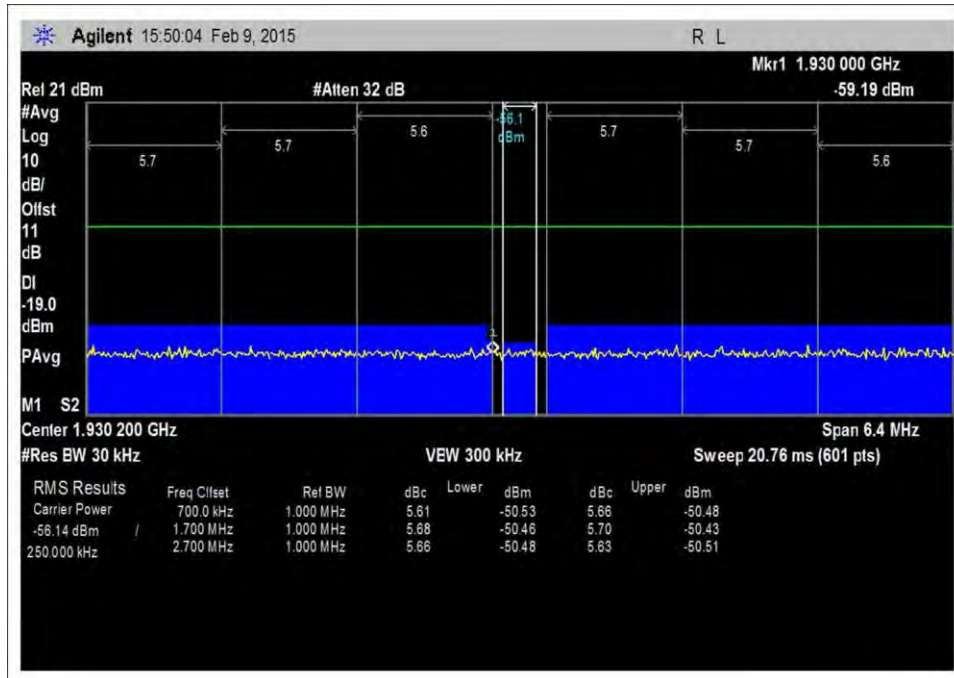 Agilent 15:50:04 Feb 9, 2015 R L
Mkr1 1.930 000 GHz
Rel 21 dBm #Atten 32 dB -59.19 dBm
#Avg
Log
10
dB/
Offst
11
dB
DI
-19.0
dBm
PAvg
M1 S2
5.7
5.7
5.6
-56.1
dBm
5.7
5.7
5.6
1
Center 1.930 200 GHz Span 6.4 MHz
#Res BW 30 kHz VEW 300 kHz Sweep 20.76 ms (601 pts)
RMS Results Freq Clfset Ref BW dBc Lower dBm dBc Upper dBm
Carrier Power 700.0 kHz 1.000 MHz 5.61 -50.53 5.66 -50.48
-56.14 dBm / 1.700 MHz 1.000 MHz 5.68 -50.46 5.70 -50.43
250.000 kHz 2.700 MHz 1.000 MHz 5.66 -50.48 5.63 -50.51